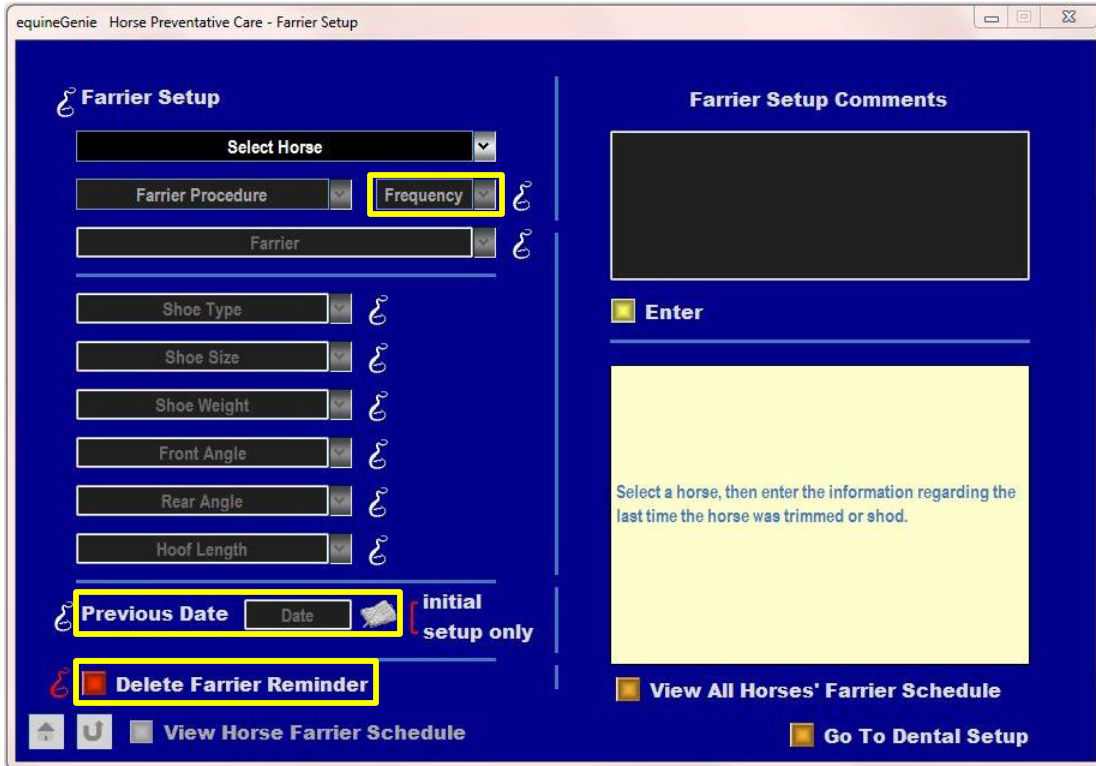 equineGenie Horse Preventative Care - Farrier Setup
Farrier Setup
Select Horse
Farrier Procedure
Frequency
Farrier
Shoe Type
Shoe Size
Shoe Weight
Front Angle
Rear Angle
Hoof Length
Previous Date
Date
initial
setup only
Delete Farrier Reminder
View Horse Farrier Schedule
Farrier Setup Comments
Enter
Select a horse, then enter the information regarding the
last time the horse was trimmed or shod.
View All Horses' Farrier Schedule
Go To Dental Setup